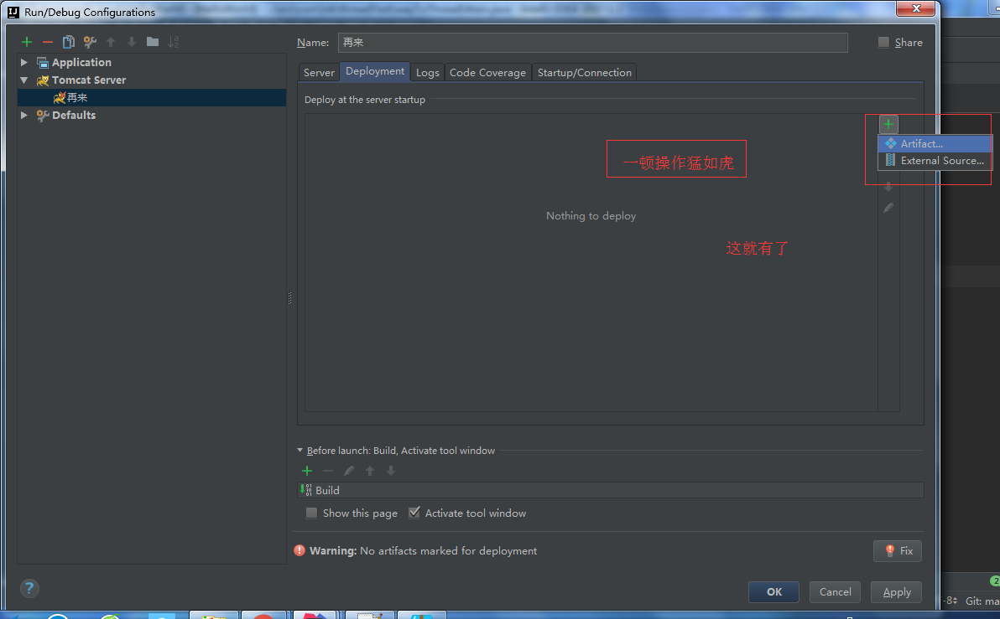 Run/Debug Configurations
Name: 再来
Share
Application
Tomcat Server
再来
Defaults
Server Deployment Logs Code Coverage Startup/Connection
Deploy at the server startup
Artifact...
External Source...
一顿操作猛如虎
Nothing to deploy
这就有了
Before launch: Build, Activate tool window
Build
Show this page Activate tool window
Warning: No artifacts marked for deployment
Fix
OK Cancel Apply
2
-8
Git: ma